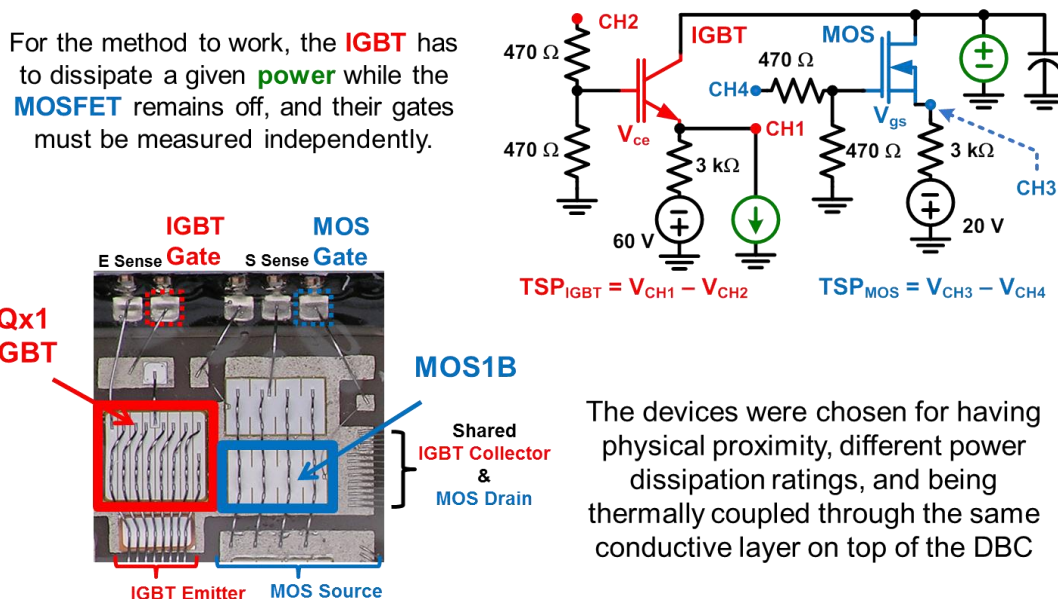 For the method to work, the IGBT has
to dissipate a given power while the
MOSFET remains off, and their gates
must be measured independently.
CH2
470 Ω
IGBT
MOS
470 Ω
CH4
V_gs
CH1
V_ce
470 Ω
3 kΩ
470 Ω
3 kΩ
CH3
60 V
20 V
TSP_IGBT = V_CH1 – V_CH2
TSP_MOS = V_CH3 – V_CH4
IGBT
Gate
MOS
Gate
E Sense
S Sense
Qx1
GBT
MOS1B
Shared
IGBT Collector
&
MOS Drain
IGBT Emitter
MOS Source
The devices were chosen for having
physical proximity, different power
dissipation ratings, and being
thermally coupled through the same
conductive layer on top of the DBC